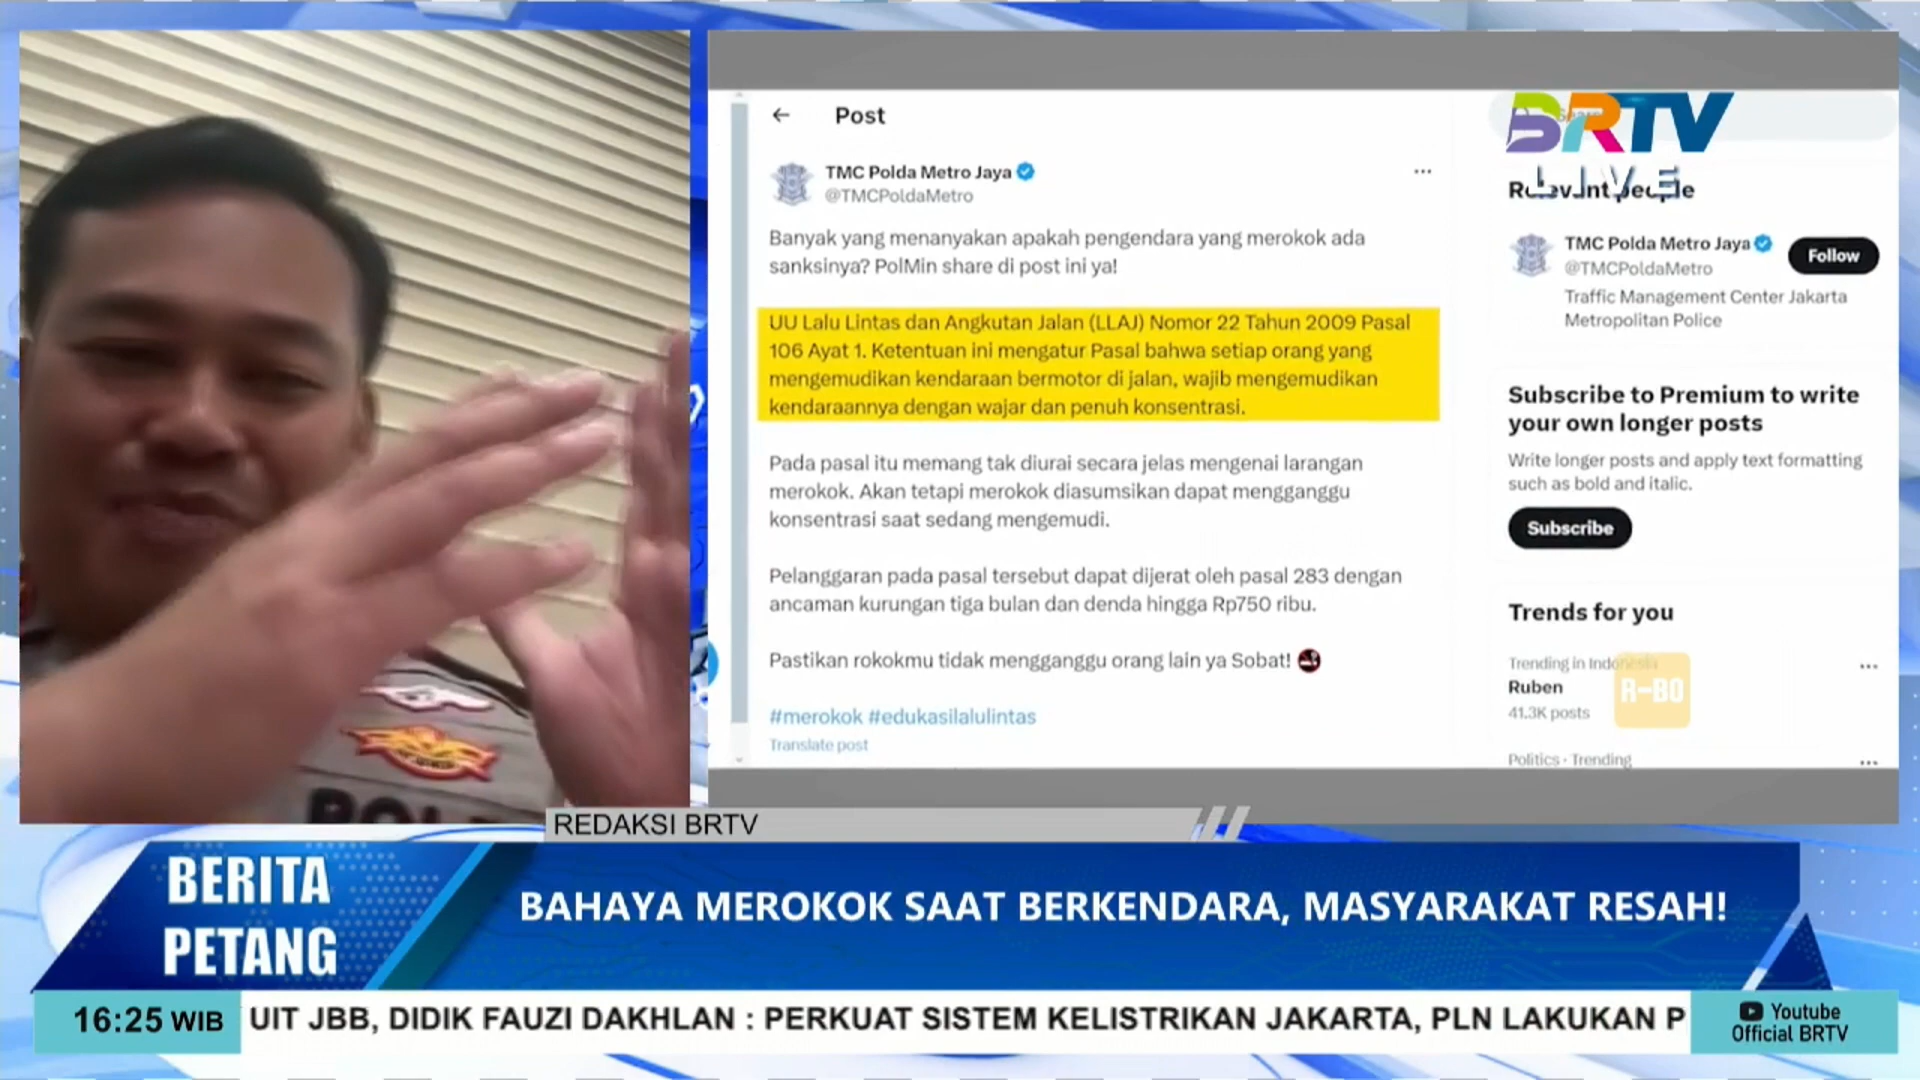 Post
TMC Polda Metro Jaya
@TMCPoldaMetro
Banyak yang menanyakan apakah pengendara yang merokok ada
sanksinya? PolMin share di post ini ya!
UU Lalu Lintas dan Angkutan Jalan (LLAJ) Nomor 22 Tahun 2009 Pasal
106 Ayat 1. Ketentuan ini mengatur Pasal bahwa setiap orang yang
mengemudikan kendaraan bermotor di jalan, wajib mengemudikan
kendaraannya dengan wajar dan penuh konsentrasi.
Pada pasal itu memang tak diurai secara jelas mengenai larangan
merokok. Akan tetapi merokok diasumsikan dapat mengganggu
konsentrasi saat sedang mengemudi.
Pelanggaran pada pasal tersebut dapat dijerat oleh pasal 283 dengan
ancaman kurungan tiga bulan dan denda hingga Rp750 ribu.
Pastikan rokokmu tidak mengganggu orang lain ya Sobat! 🚭
#merokok #edukasilalulintas
Translate post
BRTV
LIVE
Relevant people
TMC Polda Metro Jaya
@TMCPoldaMetro
Follow
Traffic Management Center Jakarta
Metropolitan Police
Subscribe to Premium to write
your own longer posts
Write longer posts and apply text formatting
such as bold and italic.
Subscribe
Trends for you
Trending in Indonesia
Ruben
41.3K posts
R-BO
Politics · Trending
REDAKSI BRTV
BERITA
PETANG
BAHAYA MEROKOK SAAT BERKENDARA, MASYARAKAT RESAH!
16:25 WIB
UIT JBB, DIDIK FAUZI DAKHLAN : PERKUAT SISTEM KELISTRIKAN JAKARTA, PLN LAKUKAN P
Youtube
Official BRTV